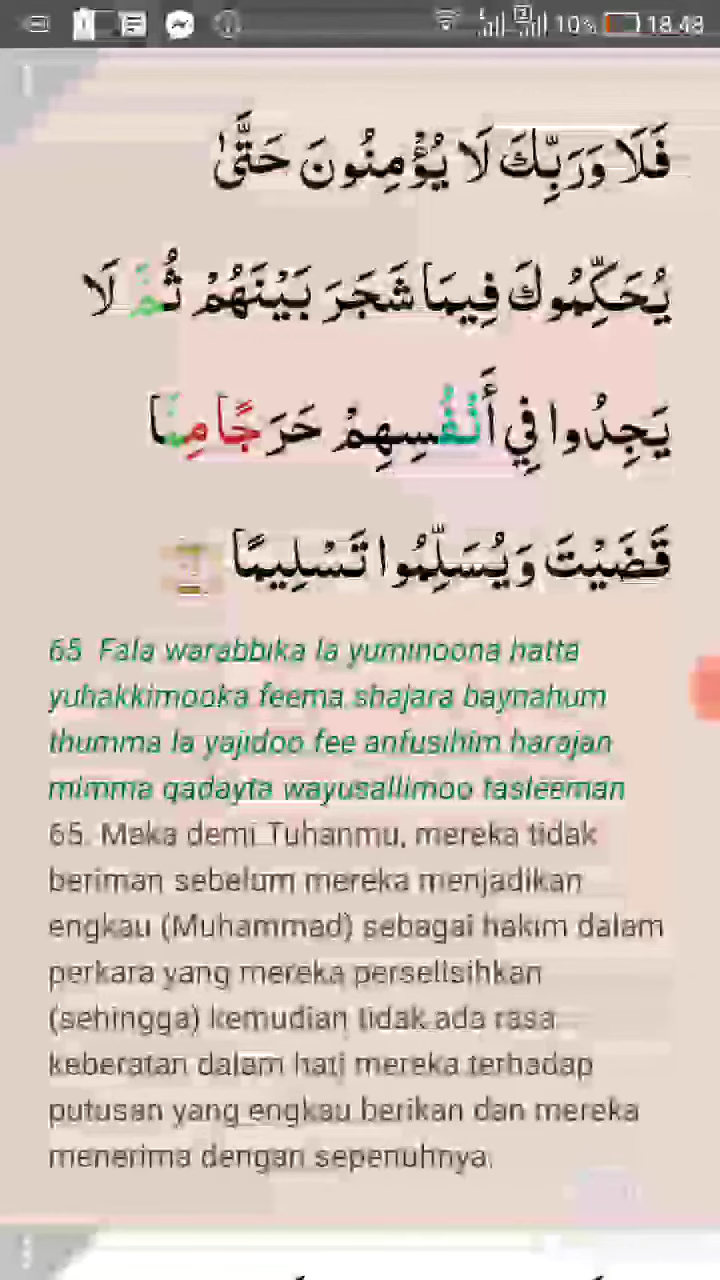 10% 18.48
فَلَا وَرَبِّكَ لَا يُؤْمِنُونَ حَتَّىٰ
يُحَكِّمُوكَ فِيمَا شَجَرَ بَيْنَهُمْ ثُمَّ لَا
يَجِدُوا فِي أَنْفُسِهِمْ حَرَجًا مِمَّا
قَضَيْتَ وَيُسَلِّمُوا تَسْلِيمًا
65 Fala warabbika la yuminoona hatta
yuhakkimooka feema shajara baynahum
thumma la yajidoo fee anfusihim harajan
mimma qadayta wayusallimoo tasleeman
65. Maka demi Tuhanmu, mereka tidak
beriman sebelum mereka menjadikan
engkau (Muhammad) sebagai hakim dalam
perkara yang mereka perselisihkan
(sehingga) kemudian tidak ada rasa
keberatan dalam hati mereka terhadap
putusan yang engkau berikan dan mereka
menerima dengan sepenuhnya.